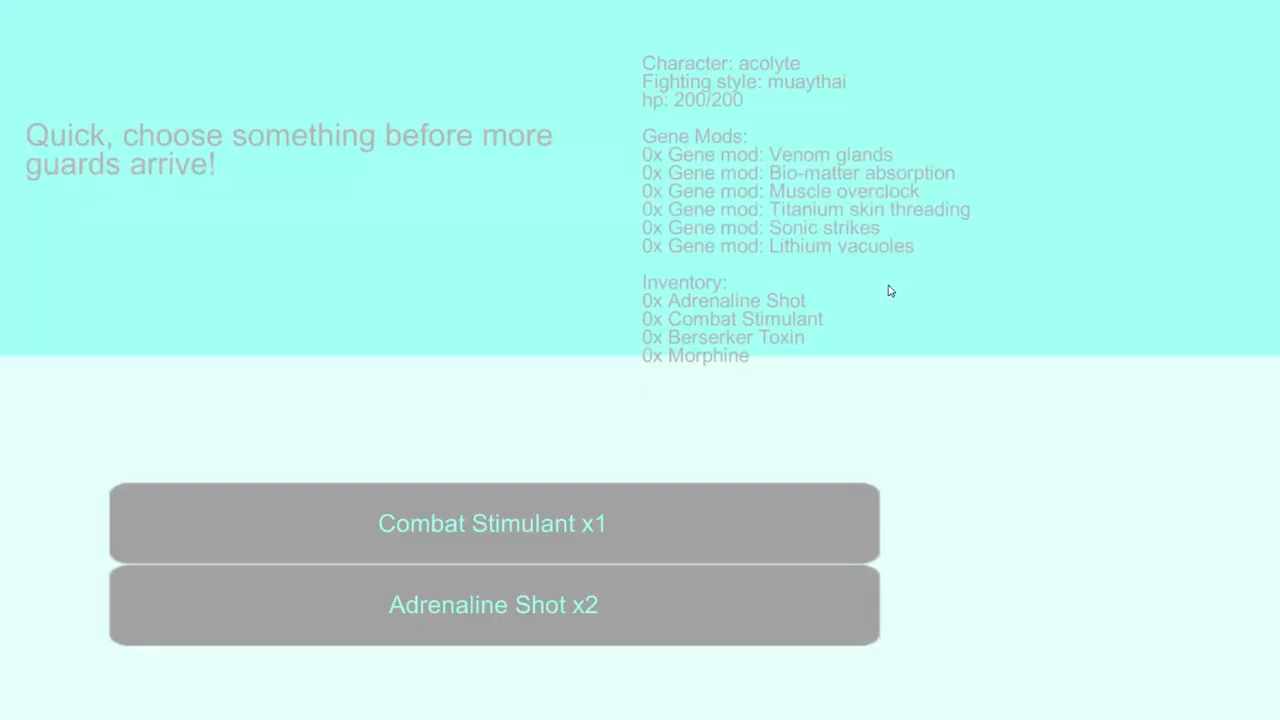 Quick, choose something before more
guards arrive!
Character: acolyte
Fighting style: muaythai
hp: 200/200
Gene Mods:
0x Gene mod: Venom glands
0x Gene mod: Bio-matter absorption
0x Gene mod: Muscle overclock
0x Gene mod: Titanium skin threading
0x Gene mod: Sonic strikes
0x Gene mod: Lithium vacuoles
Inventory:
0x Adrenaline Shot
0x Combat Stimulant
0x Berserker Toxin
0x Morphine
Combat Stimulant x1
Adrenaline Shot x2